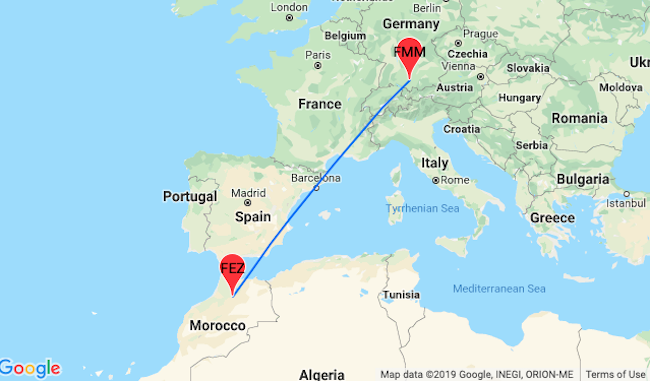 London
Germany
Belgium
Berlin
Prague
FMM
Paris
Czechia
Slovakia
Vienna
Ukr
Moldova
Austria
Hungary
France
Romania
Croatia
Serbia
Italy
Bulgaria
Barcelona
Rome
Portugal
Madrid
Istanbul
Spain
Tyrrhenian Sea
Greece
FEZ
Tunisia
Mediterranean Sea
Morocco
Algeria
Google
Map data ©2019 Google, INEGI, ORION-ME
Terms of Use